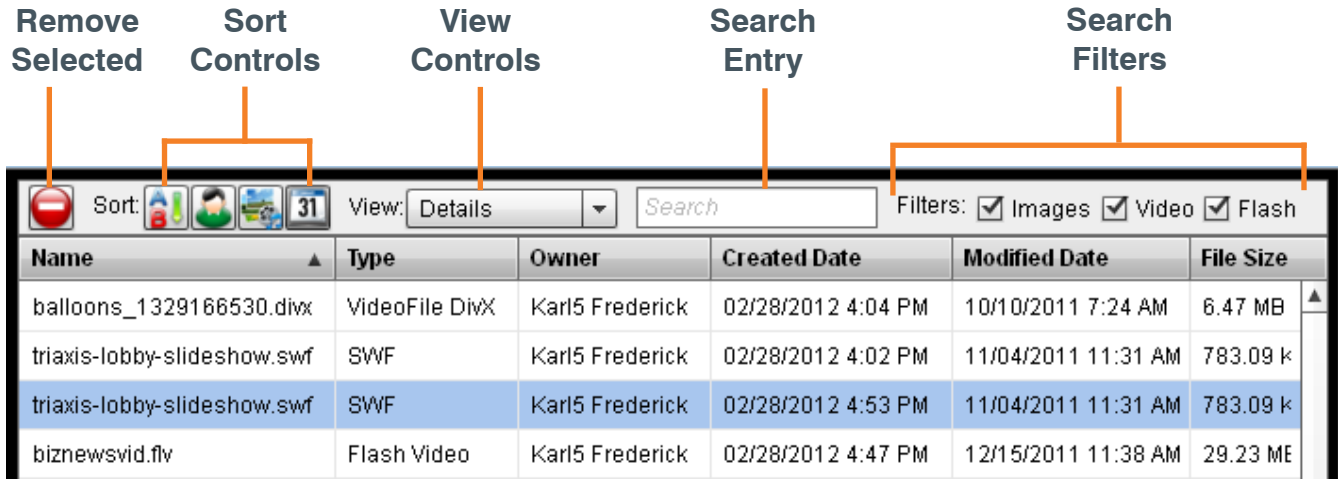 Remove Sort View Search Search
Selected Controls Controls Entry Filters
Sort: A B 31 View: Details Search Filters: Images Video Flash
Name Type Owner Created Date Modified Date File Size
balloons_1329166530.divx VideoFile DivX Karl5 Frederick 02/28/2012 4:04 PM 10/10/2011 7:24 AM 6.47 MB
triaxis-lobby-slideshow.swf SWF Karl5 Frederick 02/28/2012 4:02 PM 11/04/2011 11:31 AM 783.09 k
triaxis-lobby-slideshow.swf SWF Karl5 Frederick 02/28/2012 4:53 PM 11/04/2011 11:31 AM 783.09 k
biznewsvid.flv Flash Video Karl5 Frederick 02/28/2012 4:47 PM 12/15/2011 11:38 AM 29.23 MB